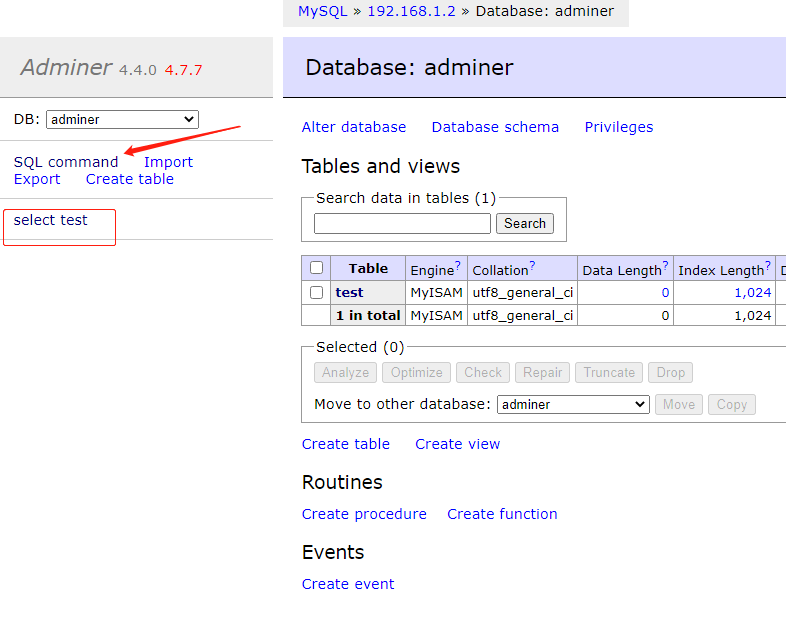 MySQL » 192.168.1.2 » Database: adminer
Adminer 4.4.0 4.7.7
DB: adminer
SQL command Import
Export Create table
select test
Database: adminer
Alter database Database schema Privileges
Tables and views
Search data in tables (1)
Search
Table Engine? Collation? Data Length? Index Length? D
test MyISAM utf8_general_ci 0 1,024
1 in total MyISAM utf8_general_ci 0 1,024
Selected (0)
Analyze Optimize Check Repair Truncate Drop
Move to other database: adminer Move Copy
Create table Create view
Routines
Create procedure Create function
Events
Create event